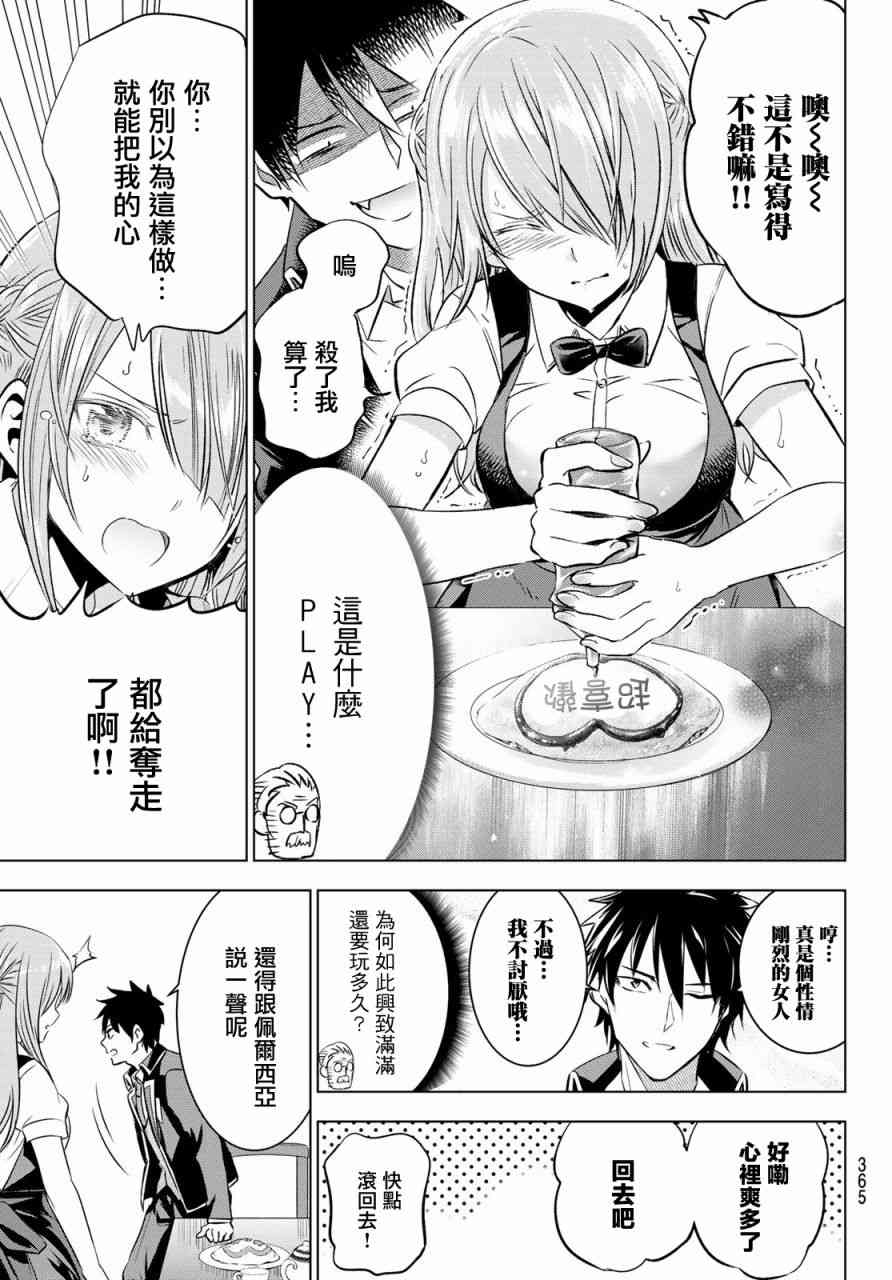 噢～噢～
這不是寫得
不錯嘛!!
嗚
殺了我
算了…
超喜歡
這是什麼
PLAY…
你…
你別以為這樣做…
就能把我的心
都給奪走
了啊!!
哼…
真是個性情
剛烈的女人
不過…
我不討厭哦…
為何如此興致滿滿
還要玩多久？
好嘞
心裡爽多了
回去吧
快點
滾回去！
還得跟佩爾西亞
說一聲呢
365